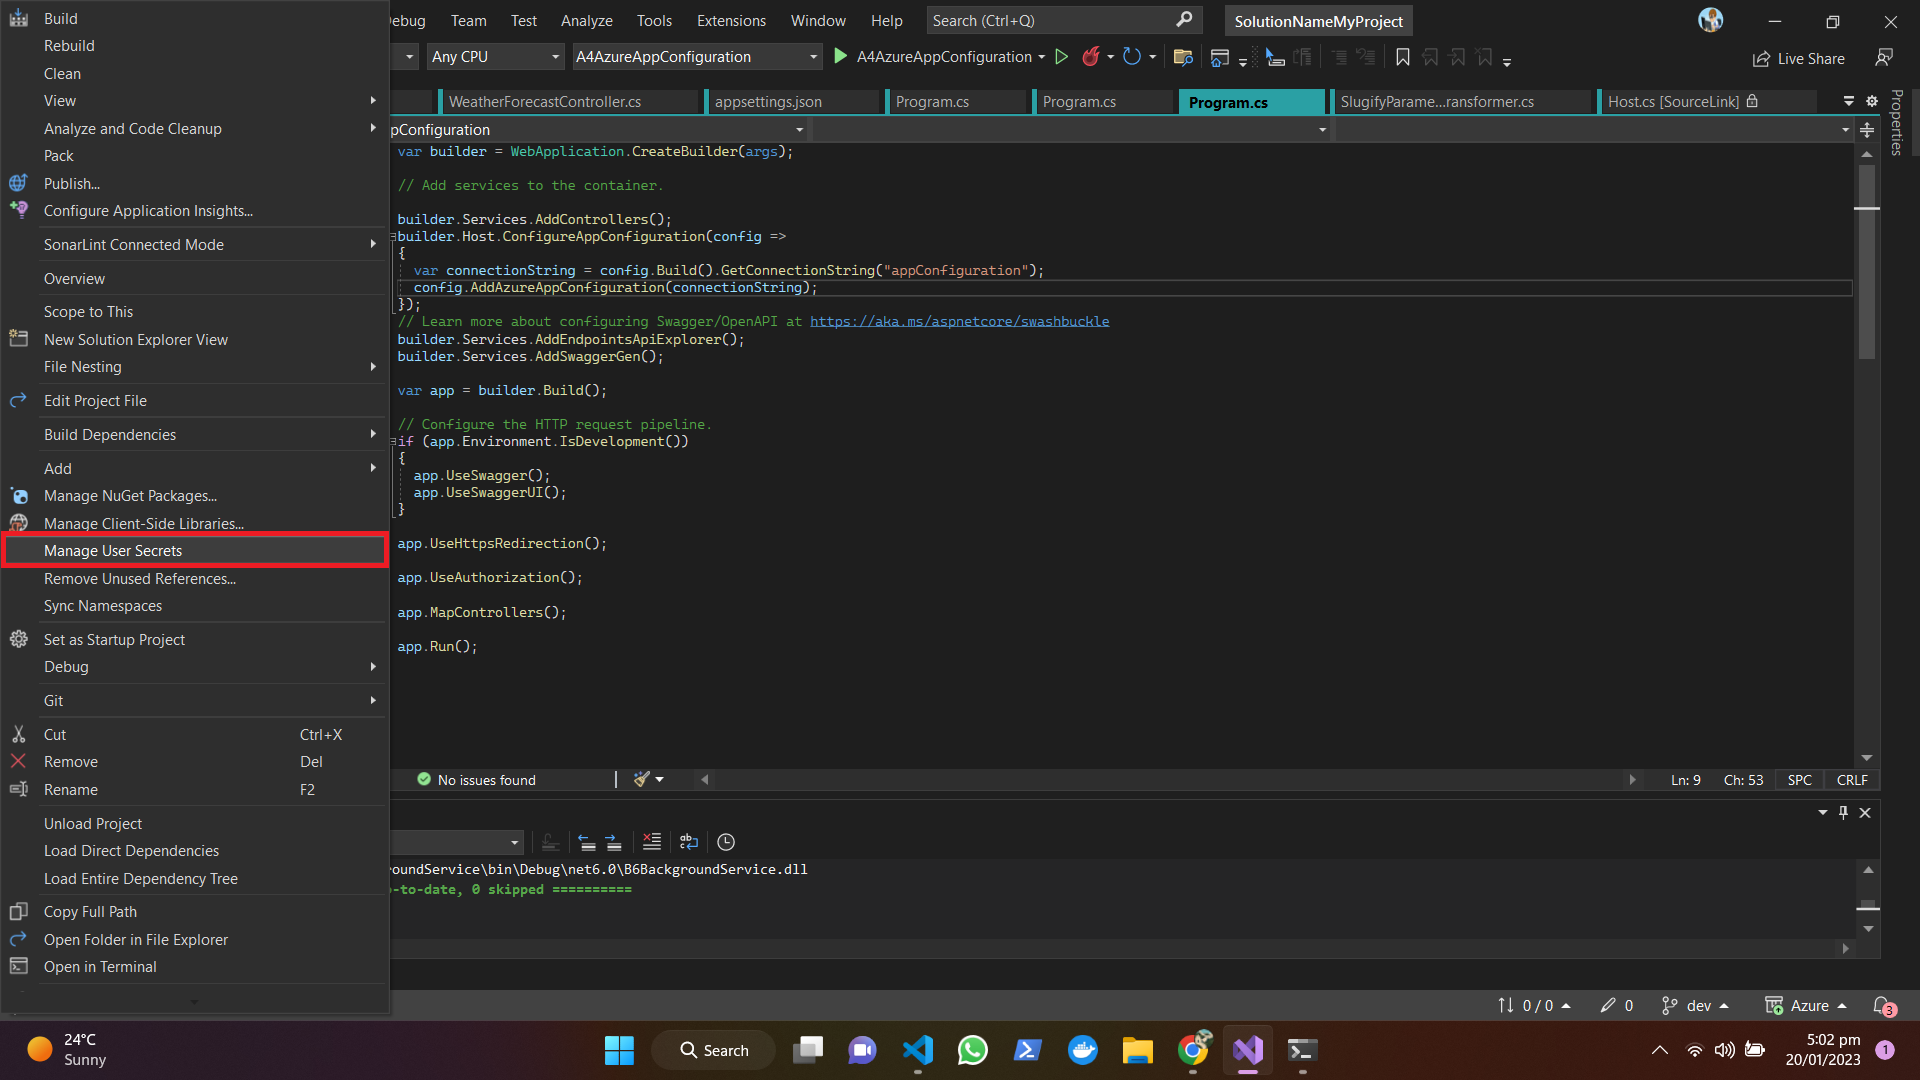 Build
Rebuild
Clean
View
Analyze and Code Cleanup
Pack
Publish...
Configure Application Insights...
SonarLint Connected Mode
Overview
Scope to This
New Solution Explorer View
File Nesting
Edit Project File
Build Dependencies
Add
Manage NuGet Packages...
Manage Client-Side Libraries...
Manage User Secrets
Remove Unused References...
Sync Namespaces
Set as Startup Project
Debug
Git
Cut Ctrl+X
Remove Del
Rename F2
Unload Project
Load Direct Dependencies
Load Entire Dependency Tree
Copy Full Path
Open Folder in File Explorer
Open in Terminal
ebug Team Test Analyze Tools Extensions Window Help Search (Ctrl+Q) SolutionNameMyProject
Any CPU A4AzureAppConfiguration A4AzureAppConfiguration Live Share
WeatherForecastController.cs appsettings.json Program.cs Program.cs Program.cs SlugifyParame...ransformer.cs Host.cs [SourceLink]
Properties
pConfiguration
var builder = WebApplication.CreateBuilder(args);
// Add services to the container.
builder.Services.AddControllers();
builder.Host.ConfigureAppConfiguration(config =>
{
var connectionString = config.Build().GetConnectionString("appConfiguration");
config.AddAzureAppConfiguration(connectionString);
});
// Learn more about configuring Swagger/OpenAPI at https://aka.ms/aspnetcore/swashbuckle
builder.Services.AddEndpointsApiExplorer();
builder.Services.AddSwaggerGen();
var app = builder.Build();
// Configure the HTTP request pipeline.
if (app.Environment.IsDevelopment())
{
app.UseSwagger();
app.UseSwaggerUI();
}
app.UseHttpsRedirection();
app.UseAuthorization();
app.MapControllers();
app.Run();
No issues found Ln: 9 Ch: 53 SPC CRLF
oundService\bin\Debug\net6.0\B6BackgroundService.dll
-to-date, 0 skipped ==========
0 / 0 0 dev Azure 3
24°C
Sunny
Search
5:02 pm
20/01/2023
1